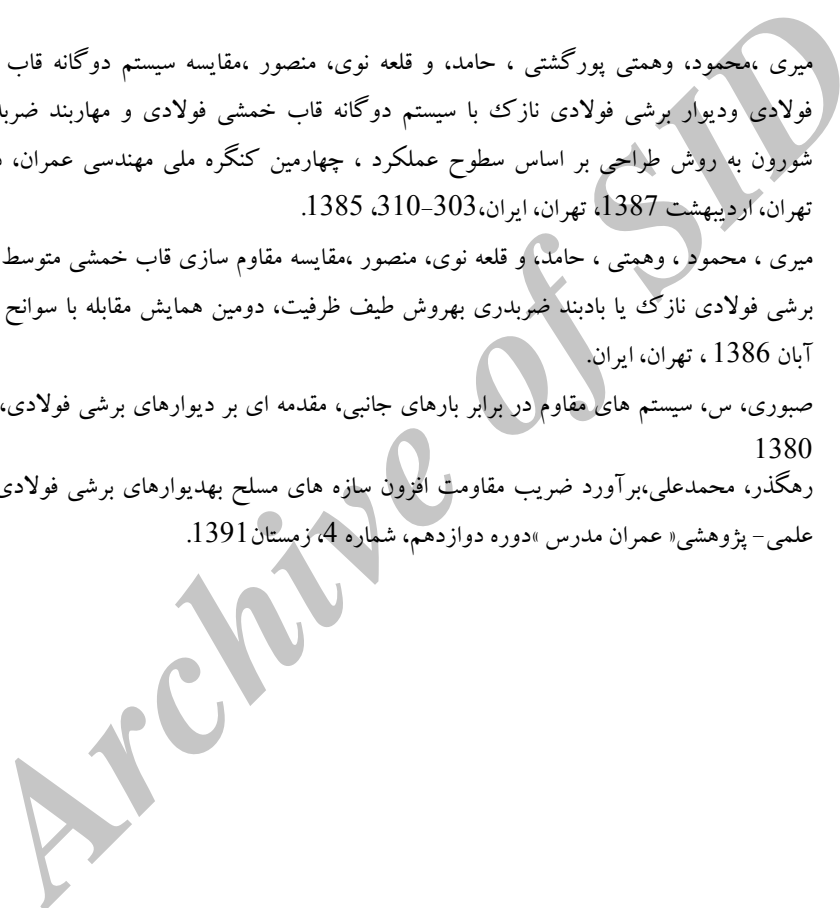 میری ،محمود، وهمتی پورگشتی ، حامد، و قلعه نوی، منصور ،مقایسه سیستم دوگانه قاب
فولادی ودیوار برشی فولادی نازک با سیستم دوگانه قاب خمشی فولادی و مهاربند ضربد
شورون به روش طراحی بر اساس سطوح عملکرد ، چهارمین کنگره ملی مهندسی عمران،
تهران، اردیبهشت 1387، تهران، ایران،303-310، 1385.
میری ، محمود ، وهمتی ، حامد، و قلعه نوی، منصور ،مقایسه مقاوم سازی قاب خمشی متوسط
برشی فولادی نازک یا بادبند ضربدری بهروش طیف ظرفیت، دومین همایش مقابله با سوانح
آبان 1386 ، تهران، ایران.
صبوری، س، سیستم های مقاوم در برابر بارهای جانبی، مقدمه ای بر دیوارهای برشی فولادی،
1380
رهگذر، محمدعلی،برآورد ضریب مقاومت افزون سازه های مسلح بهدیوارهای برشی فولادی
علمی- پژوهشی« عمران مدرس »دوره دوازدهم، شماره 4، زمستان1391.
Archive of SID